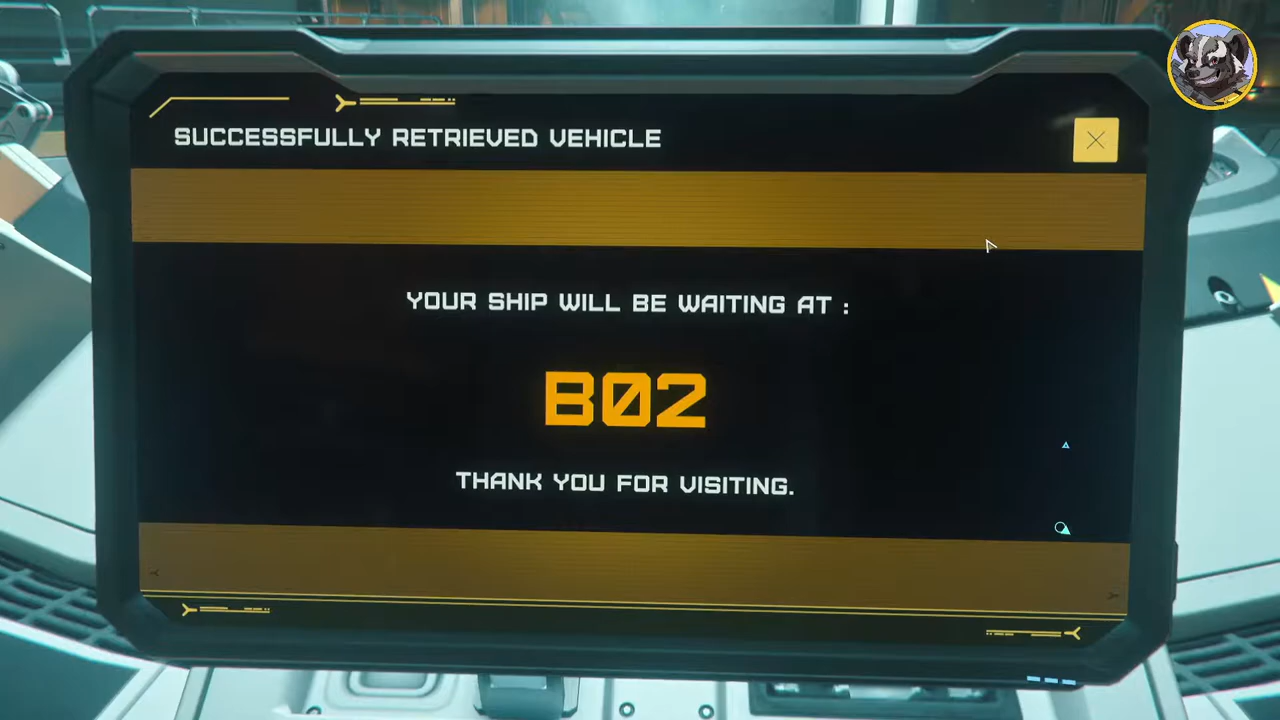 SUCCESSFULLY RETRIEVED VEHICLE
YOUR SHIP WILL BE WAITING AT :
B02
THANK YOU FOR VISITING.